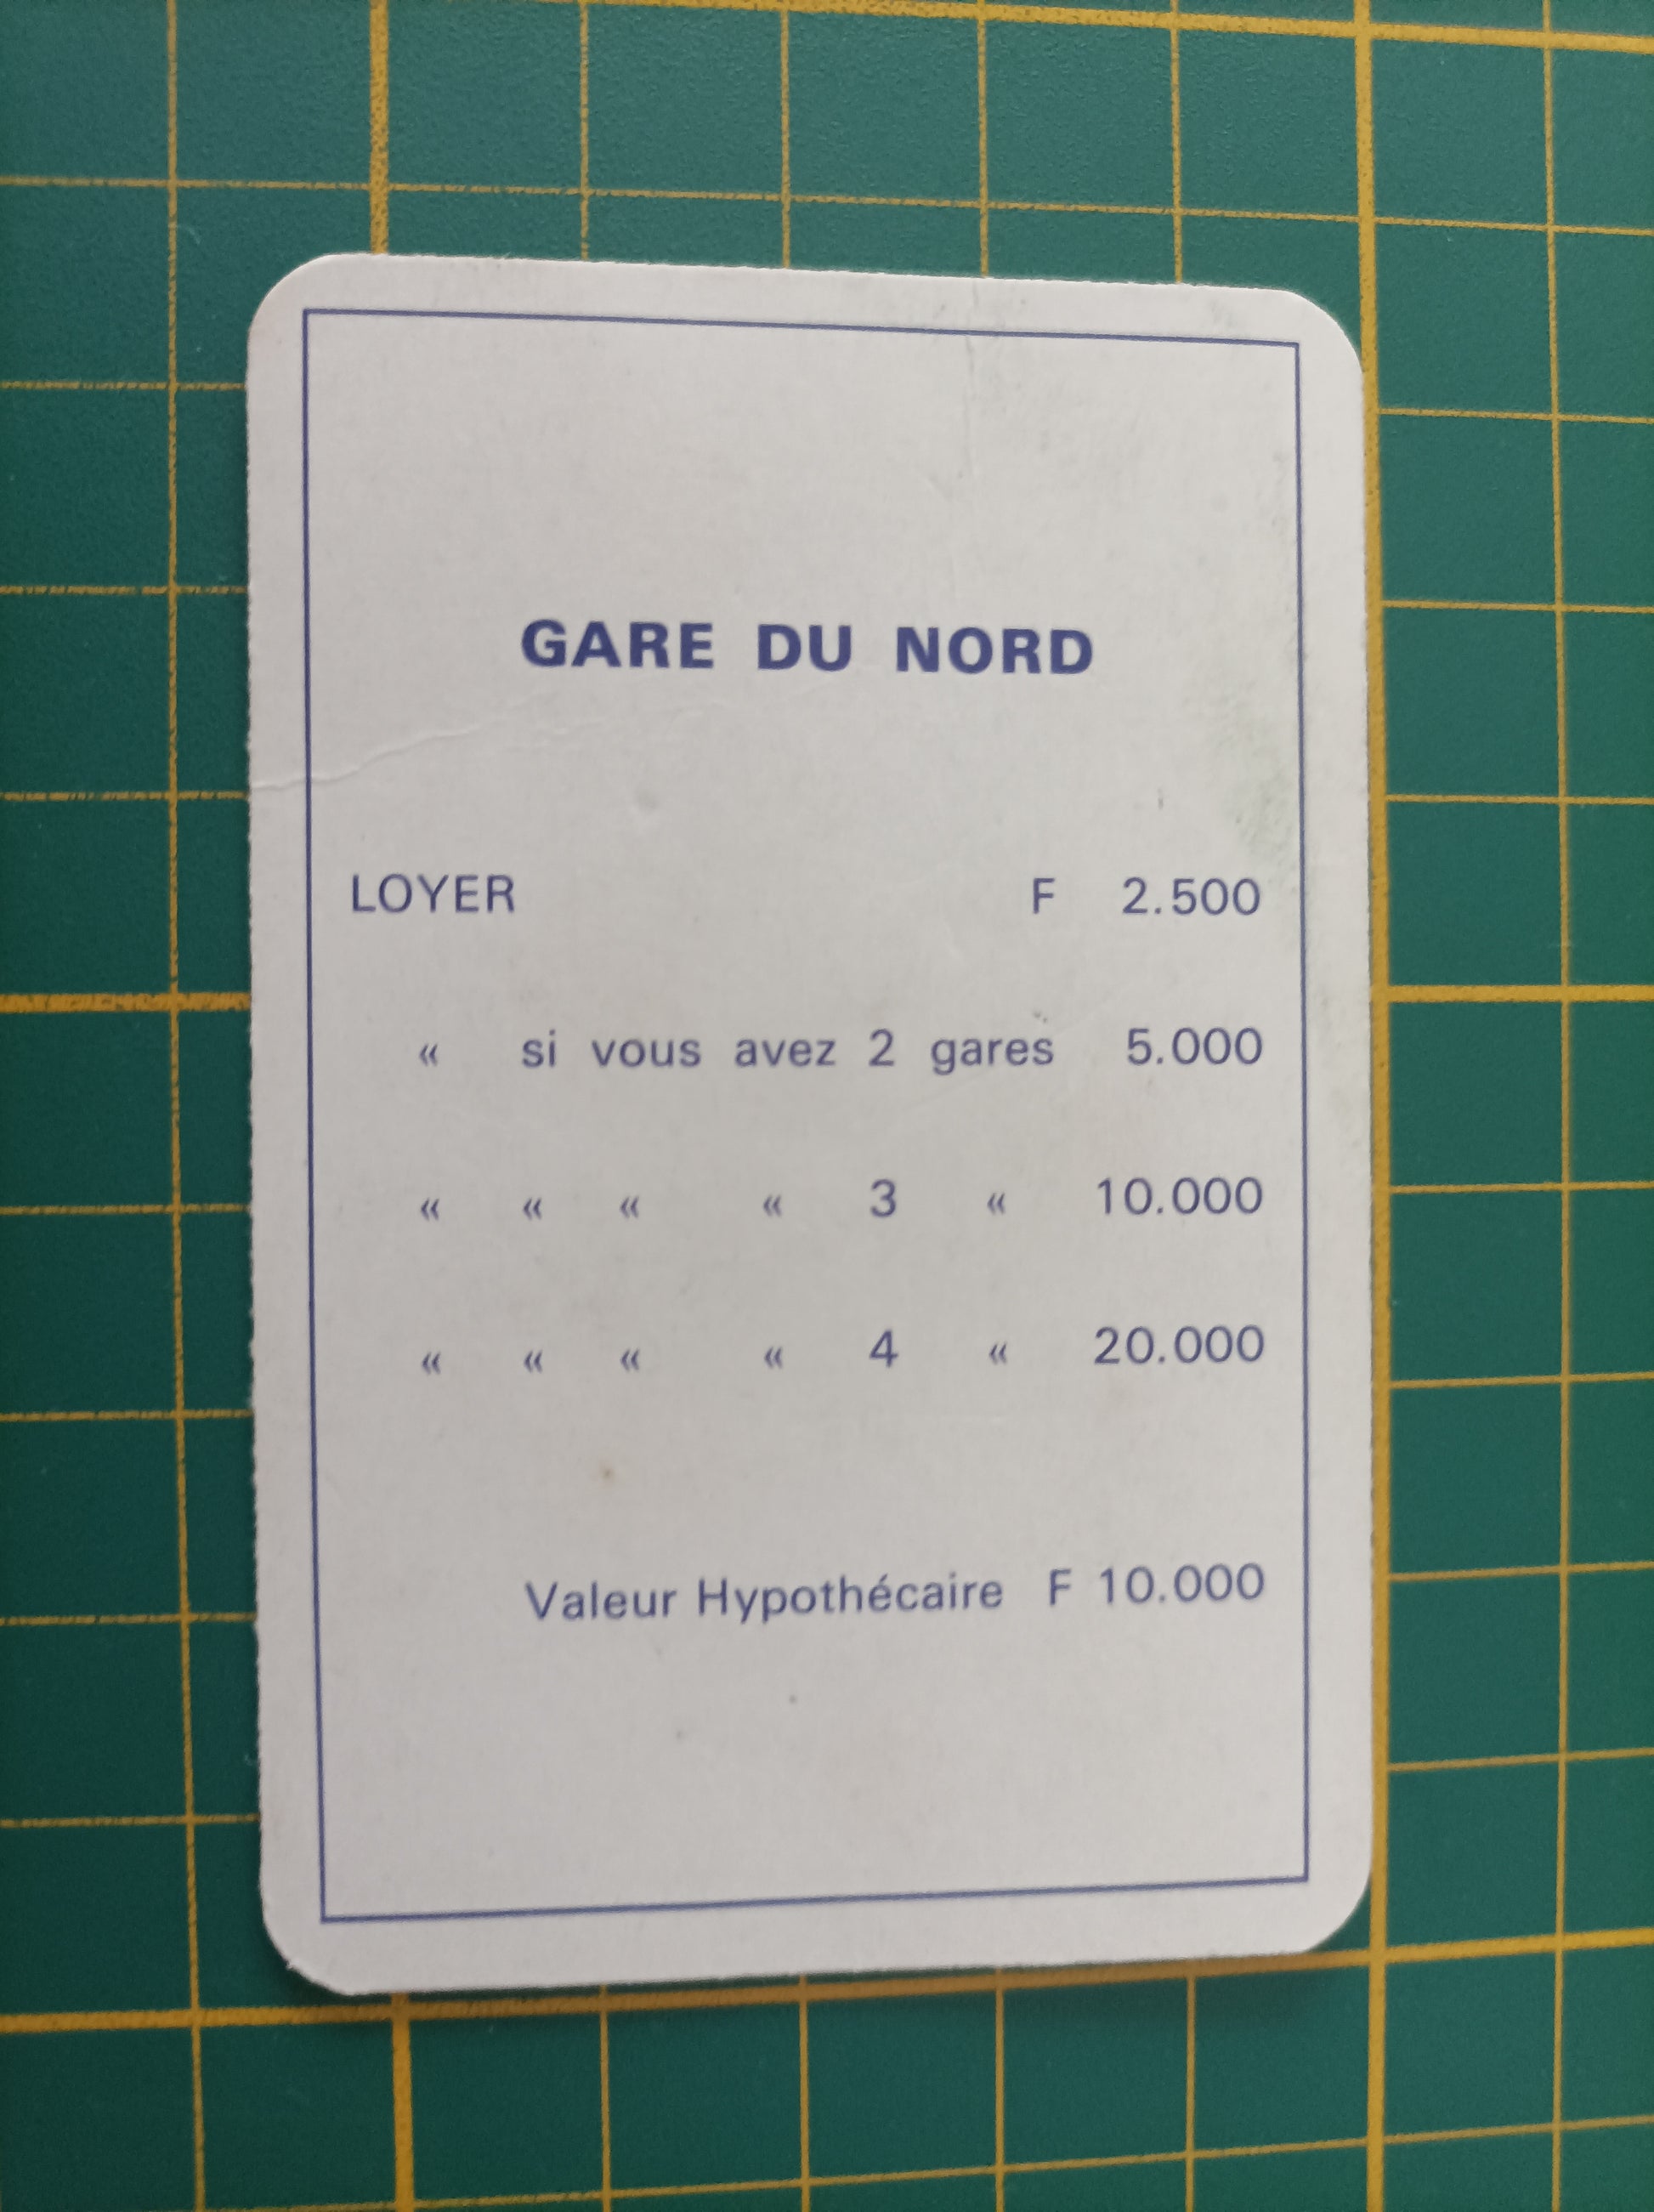 GARE DU NORD
LOYER F 2.500
« si vous avez 2 gares 5.000
« « « « 3 « 10.000
« « « « 4 « 20.000
Valeur Hypothécaire F 10.000